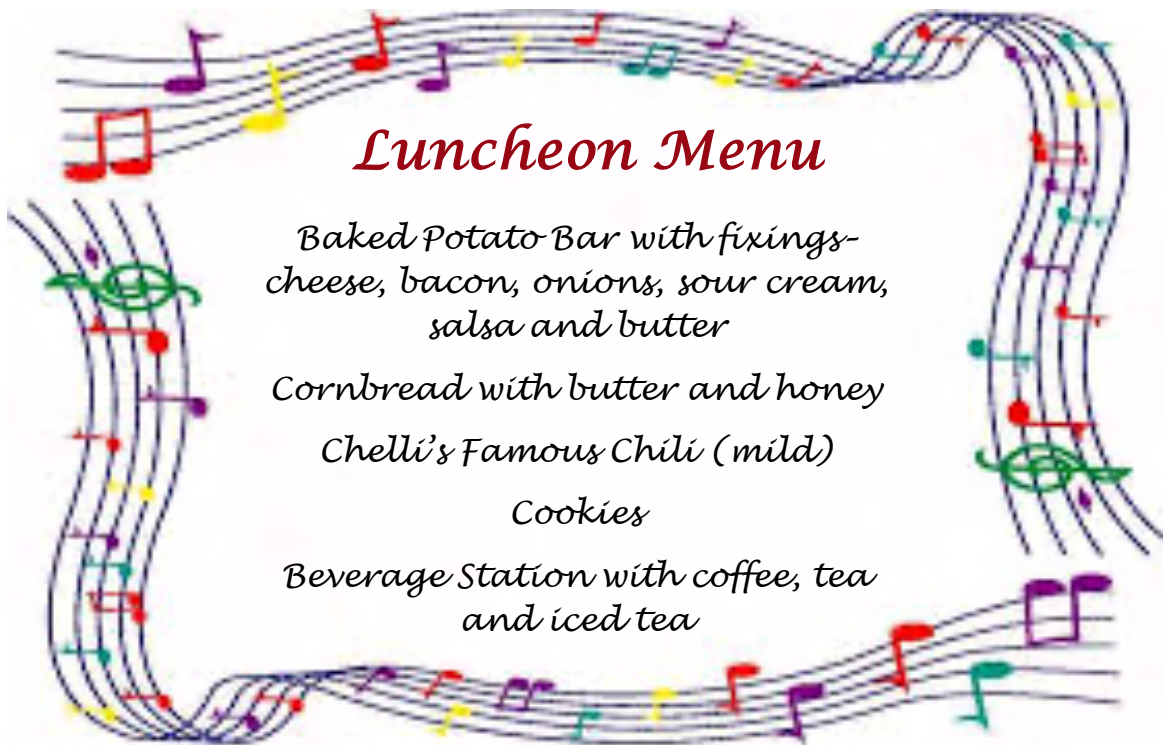 Luncheon Menu
Baked Potato Bar with fixings-
cheese, bacon, onions, sour cream,
salsa and butter
Cornbread with butter and honey
Chelli’s Famous Chili (mild)
Cookies
Beverage Station with coffee, tea
and iced tea